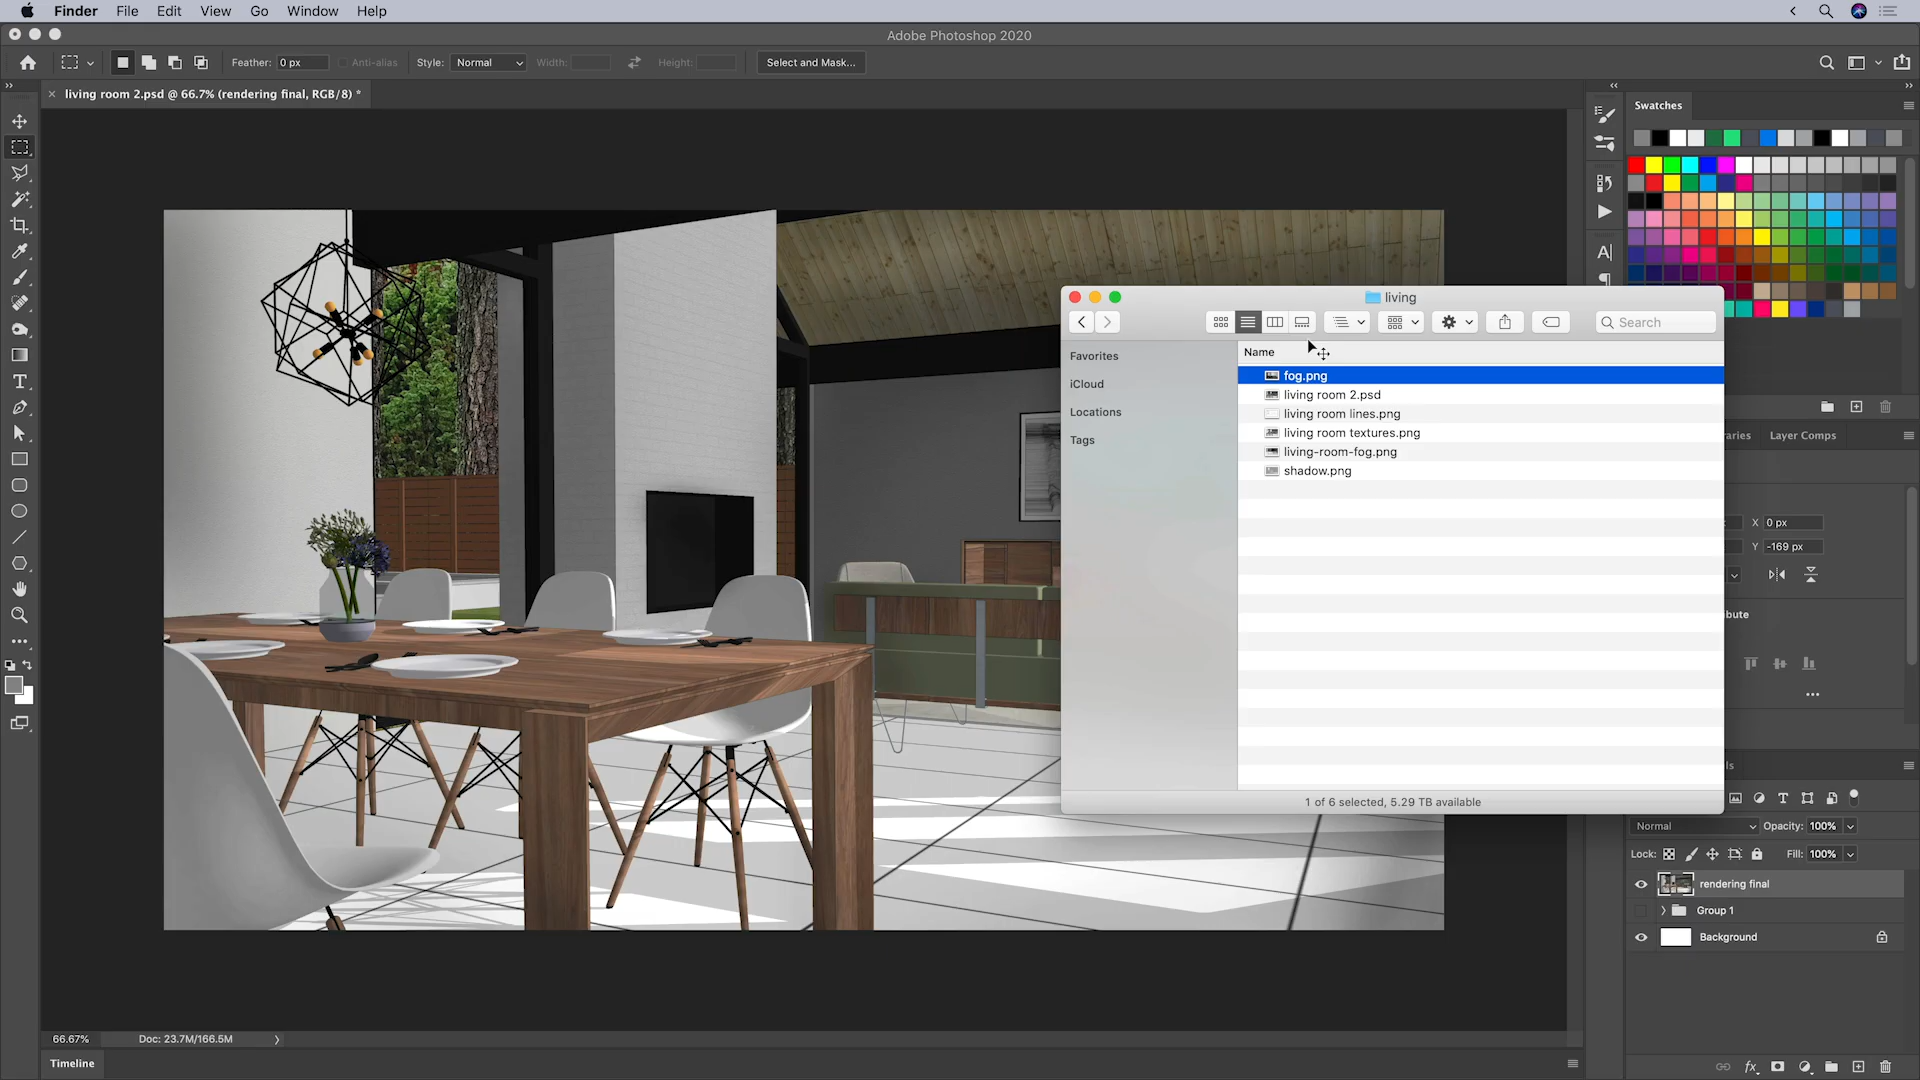 Finder File Edit View Go Window Help
Adobe Photoshop 2020
Feather: 0 px Anti-alias Style: Normal Width: Height: Select and Mask...
× living room 2.psd @ 66.7% (rendering final, RGB/8) *
Swatches
living
Search
Favorites
iCloud
Locations
Tags
Name
fog.png
living room 2.psd
living room lines.png
living room textures.png
living-room-fog.png
shadow.png
1 of 6 selected, 5.29 TB available
raries Layer Comps
X 0 px
Y -169 px
bute
ls
Normal Opacity: 100%
Lock: Fill: 100%
rendering final
Group 1
Background
66.67% Doc: 23.7M/166.5M
Timeline